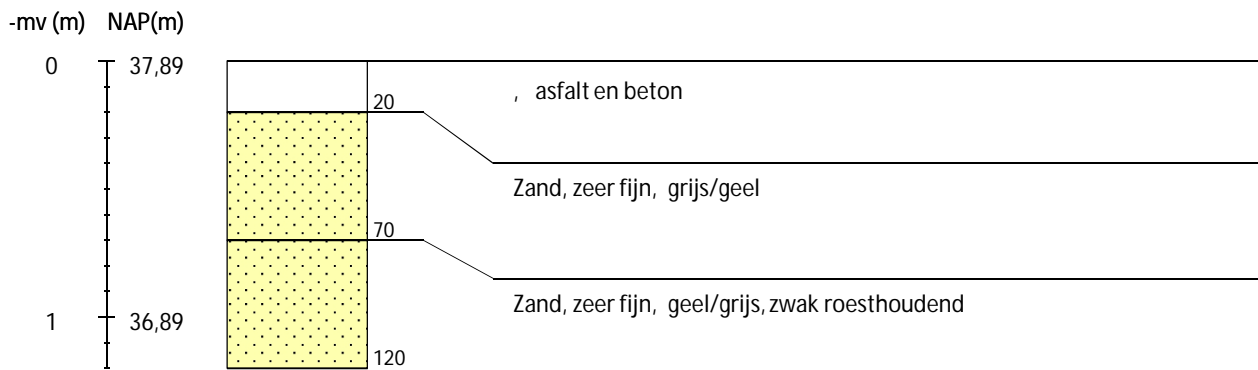 -mv (m) NAP(m)
0 37,89
, asfalt en beton
20
Zand, zeer fijn, grijs/geel
70
Zand, zeer fijn, geel/grijs, zwak roesthoudend
1 36,89
120